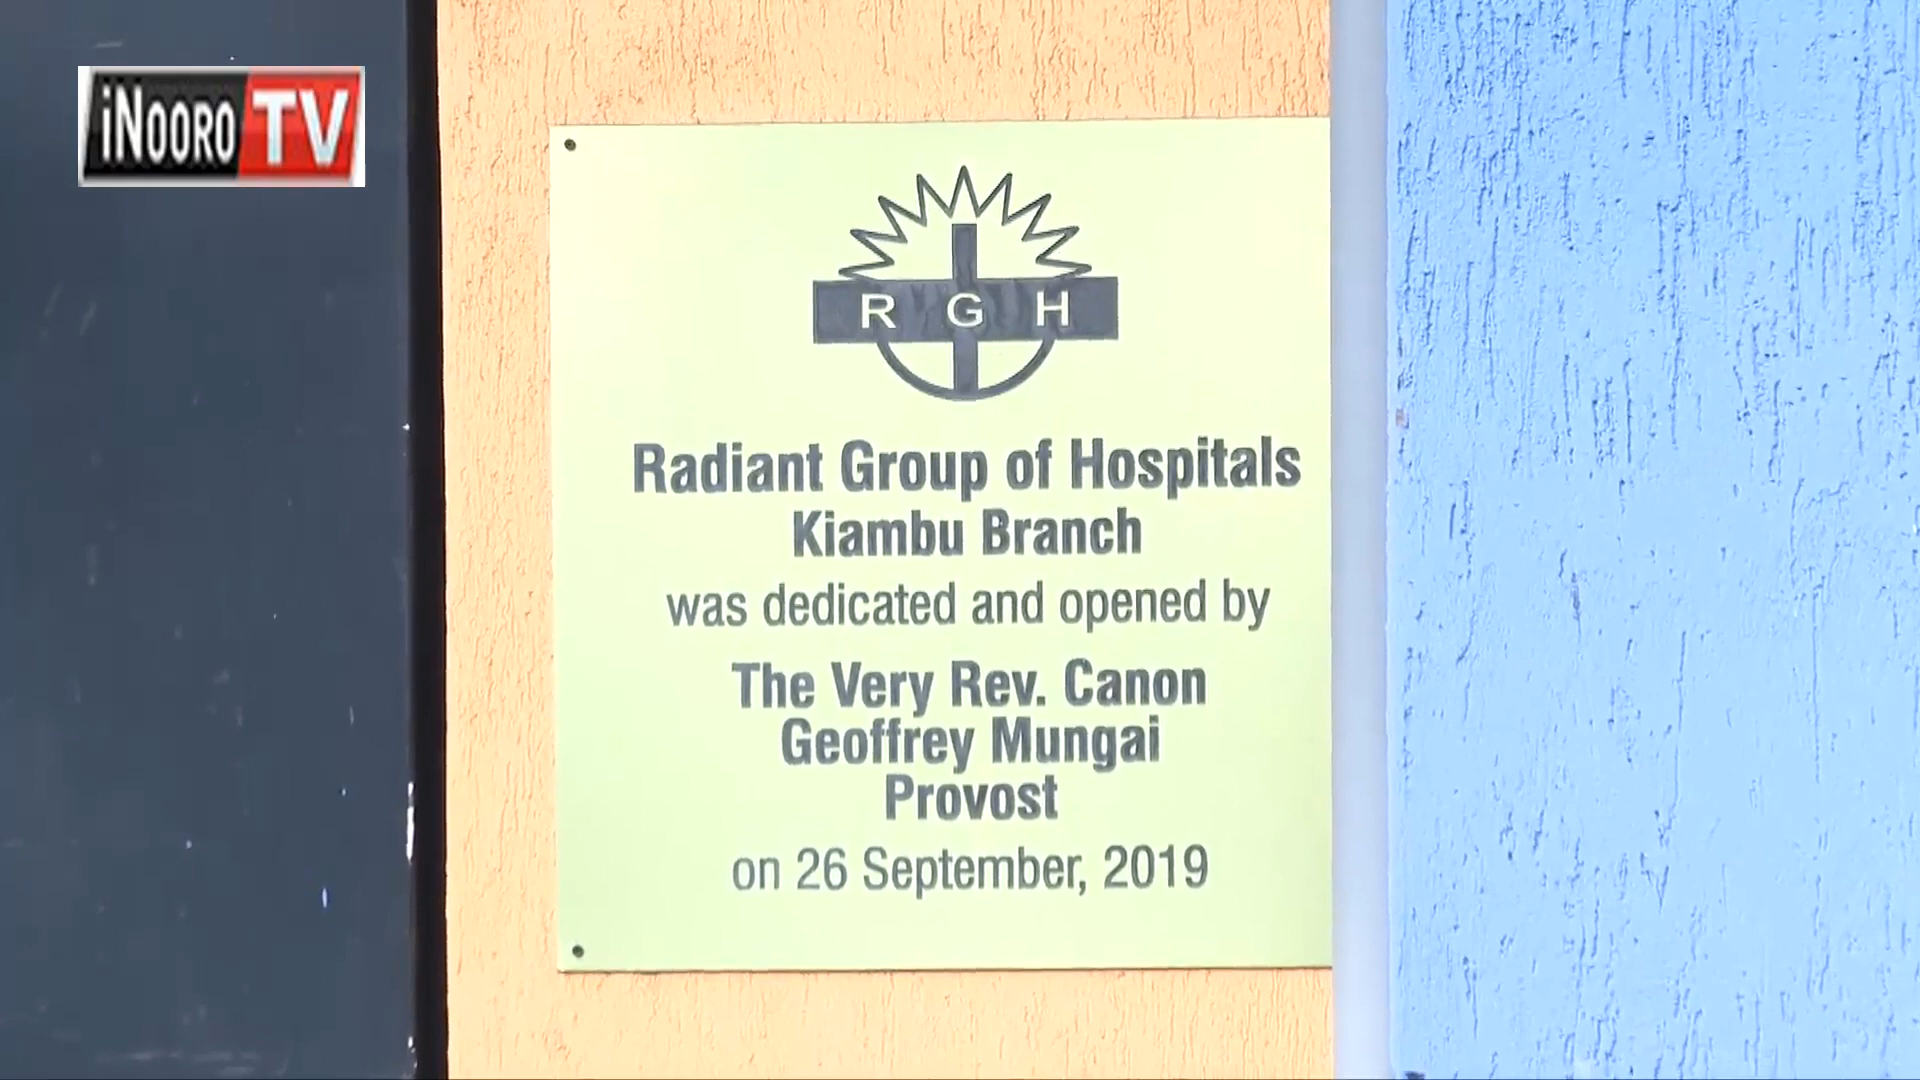 iNOORO TV
R G H
Radiant Group of Hospitals
Kiambu Branch
was dedicated and opened by
The Very Rev. Canon
Geoffrey Mungai
Provost
on 26 September, 2019